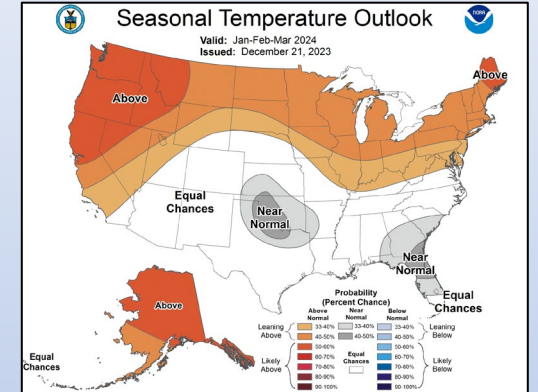 Seasonal Temperature Outlook
Valid: Jan-Feb-Mar 2024
Issued: December 21, 2023
NOAA
Above
Above
Equal
Chances
Near
Normal
Near
Normal
Equal
Chances
Above
Equal
Chances
Probability
(Percent Chance)
Above
Normal
Near
Normal
Below
Normal
Leaning
Above
33-40%
33-40%
33-40%
Leaning
Below
40-50%
40-50%
40-50%
50-60%
50-60%
Likely
Above
60-70%
Equal
Chances
60-70%
Likely
Below
70-80%
70-80%
80-90%
80-90%
90-100%
90-100%